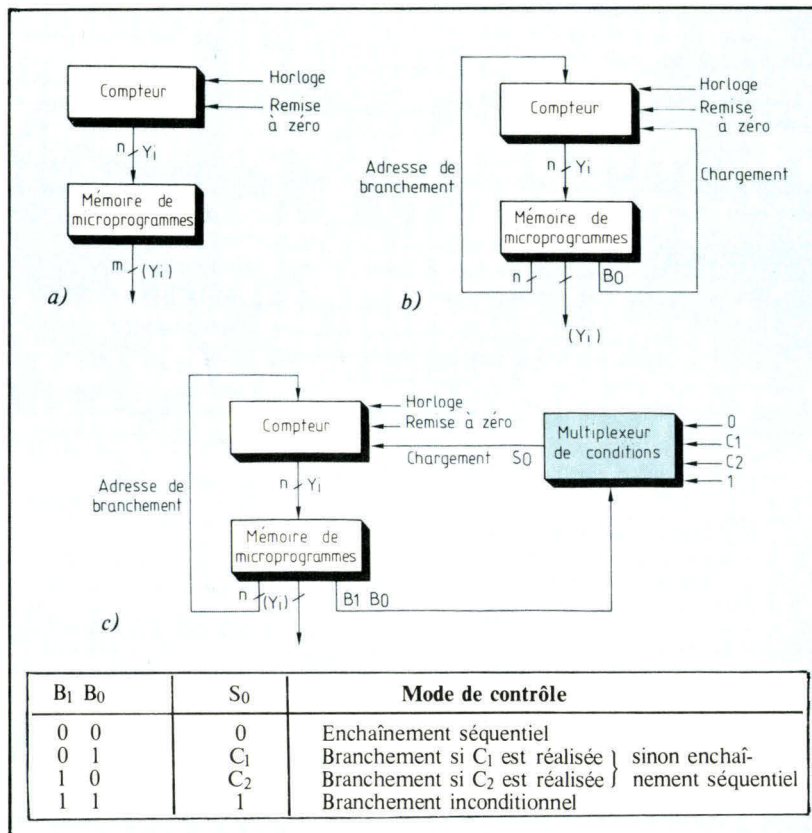 Compteur
Horloge
Remise
à zéro
n Yi
Mémoire de
microprogrammes
m (Yi)
a)
Compteur
Horloge
Remise
à zéro
Adresse de
branchement
n Yi
Chargement
Mémoire de
microprogrammes
n B0
b)
(Yi)
Compteur
Horloge
Remise à zéro
Chargement S0
Multiplexeur
de conditions
0
C1
C2
1
Adresse de
branchement
n Yi
Mémoire de
microprogrammes
n (Yi) B1 B0
c)
B1 B0 S0 Mode de contrôle
0 0 0 Enchaînement séquentiel
0 1 C1 Branchement si C1 est réalisée } sinon enchaî-
1 0 C2 Branchement si C2 est réalisée } nement séquentiel
1 1 1 Branchement inconditionnel